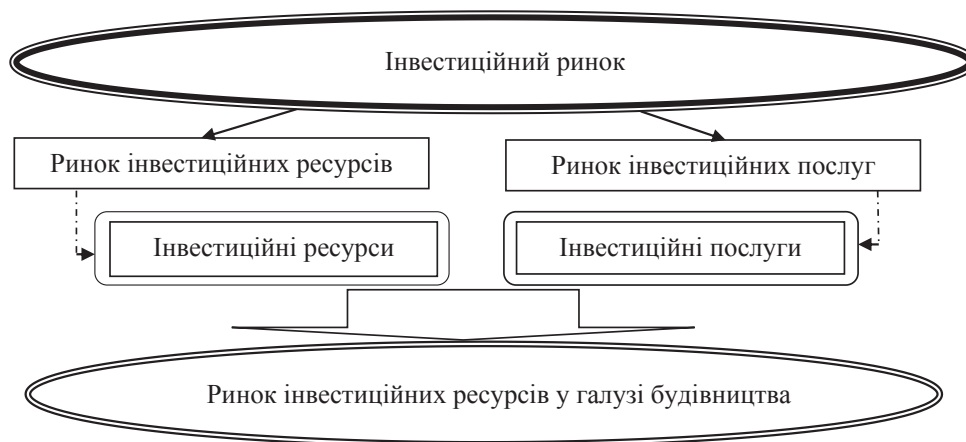 Інвестиційний ринок
Ринок інвестиційних ресурсів
Ринок інвестиційних послуг
Інвестиційні ресурси
Інвестиційні послуги
Ринок інвестиційних ресурсів у галузі будівництва